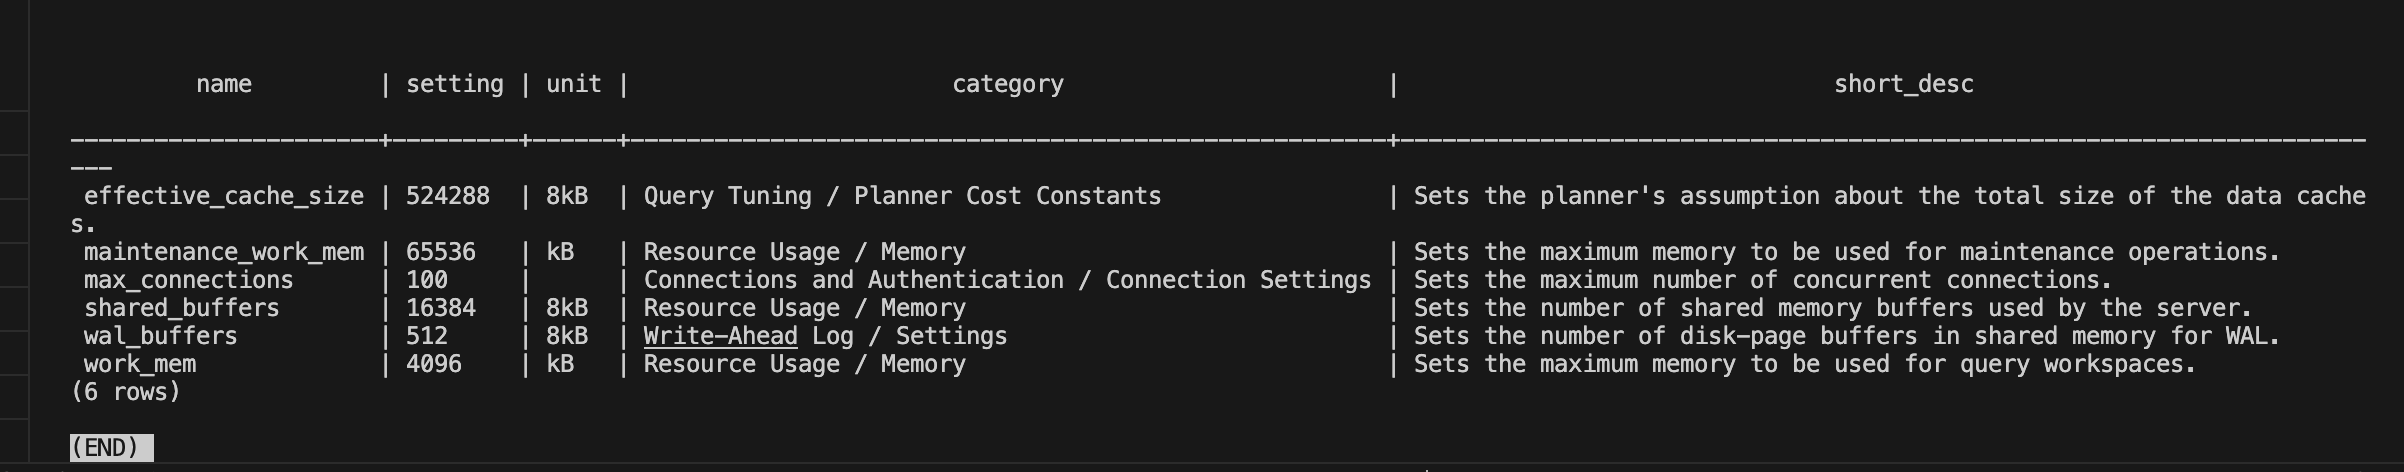 name | setting | unit | category | short_desc
----------------------+---------+------+------------------------------------------------------+---------------------------------------------------------------------
---
effective_cache_size | 524288 | 8kB | Query Tuning / Planner Cost Constants | Sets the planner's assumption about the total size of the data cache
s.
maintenance_work_mem | 65536 | kB | Resource Usage / Memory | Sets the maximum memory to be used for maintenance operations.
max_connections | 100 | | Connections and Authentication / Connection Settings | Sets the maximum number of concurrent connections.
shared_buffers | 16384 | 8kB | Resource Usage / Memory | Sets the number of shared memory buffers used by the server.
wal_buffers | 512 | 8kB | Write-Ahead Log / Settings | Sets the number of disk-page buffers in shared memory for WAL.
work_mem | 4096 | kB | Resource Usage / Memory | Sets the maximum memory to be used for query workspaces.
(6 rows)
(END)